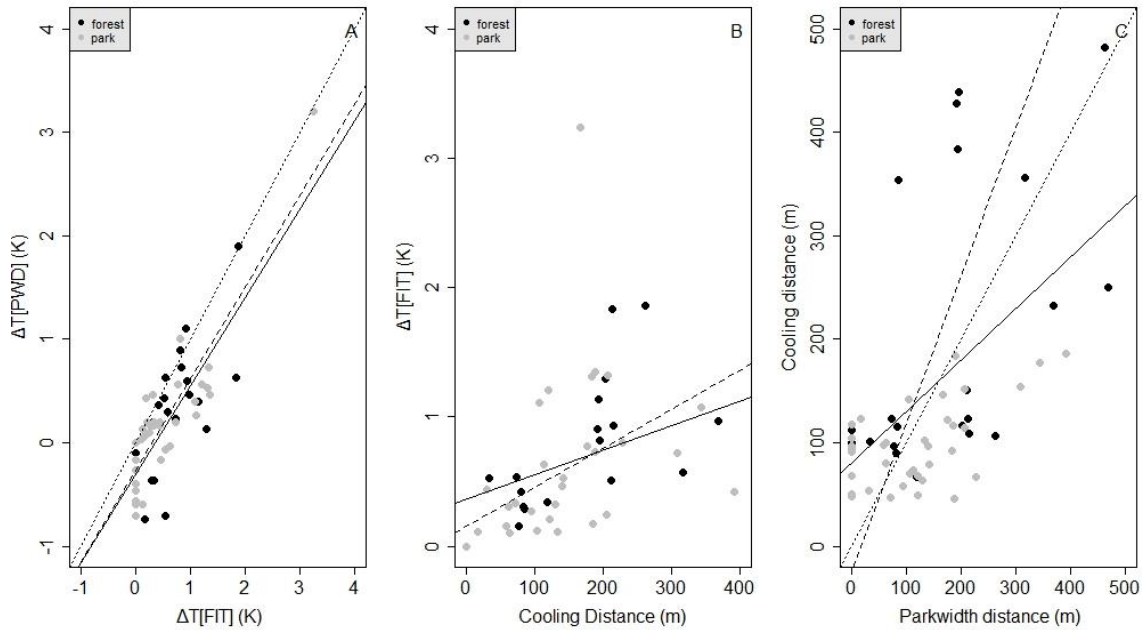 forest
park
A
4
3
2
1
0
-1
ΔT[PWD] (K)
-1 0 1 2 3 4
ΔT[FIT] (K)
forest
park
B
4
3
2
1
0
ΔT[FIT] (K)
0 100 200 300 400
Cooling Distance (m)
forest
park
C
500
400
300
200
100
0
Cooling distance (m)
0 100 200 300 400 500
Parkwidth distance (m)